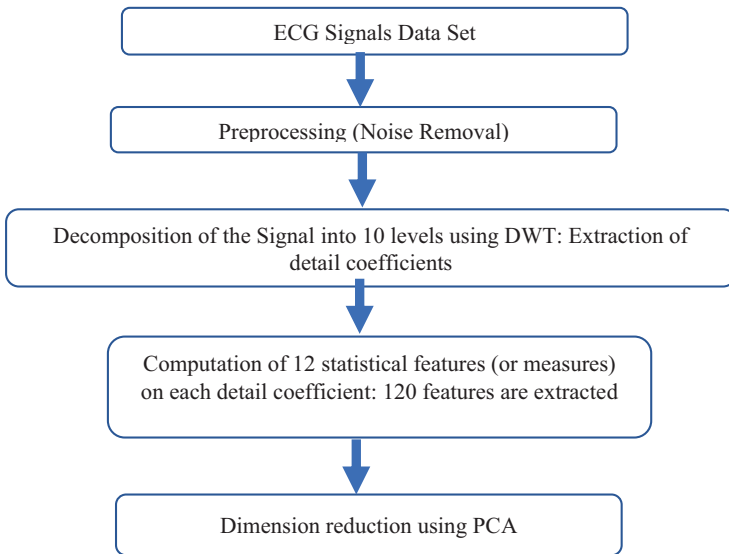 ECG Signals Data Set
Preprocessing (Noise Removal)
Decomposition of the Signal into 10 levels using DWT: Extraction of
detail coefficients
Computation of 12 statistical features (or measures)
on each detail coefficient: 120 features are extracted
Dimension reduction using PCA